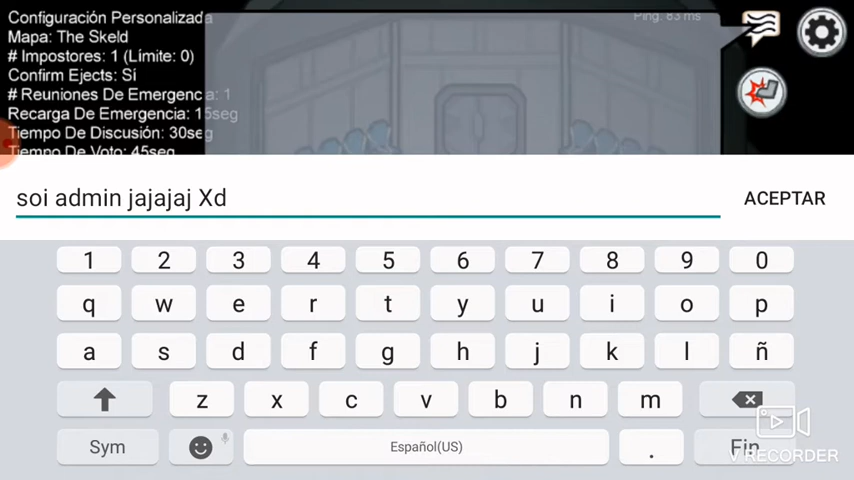 Configuración Personalizada
Mapa: The Skeld
# Impostores: 1 (Límite: 0)
Confirm Ejects: Sí
# Reuniones De Emergencia: 1
Recarga De Emergencia: 15seg
Tiempo De Discusión: 30seg
Tiempo De Voto: 45seg
Ping: 83 ms
soi admin jajajaj Xd
ACEPTAR
1 2 3 4 5 6 7 8 9 0
q w e r t y u i o p
a s d f g h j k l ñ
z x c v b n m
Sym Español(US) . Fin
V RECORDER